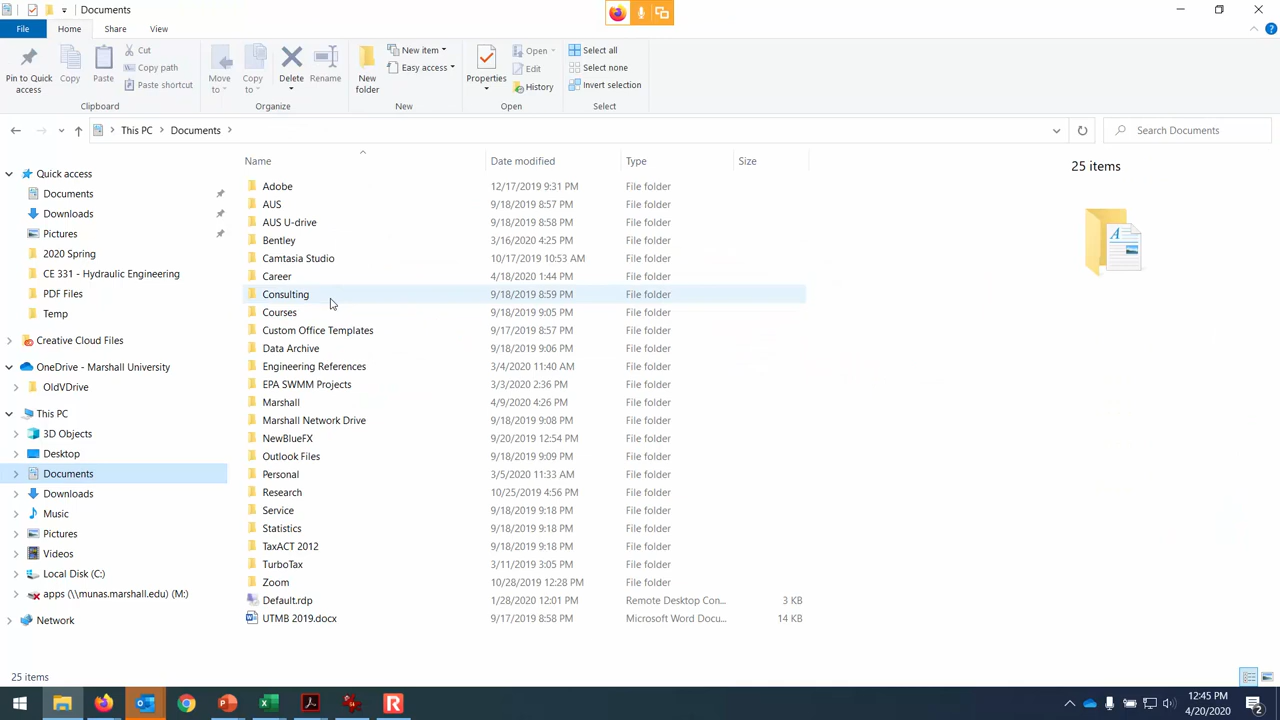 Documents
File Home Share View
Pin to Quick access
Copy
Paste
Cut
Copy path
Paste shortcut
Clipboard
Move to
Copy to
Delete
Rename
Organize
New folder
New item
Easy access
New
Properties
Open
Edit
History
Open
Select all
Select none
Invert selection
Select
This PC Documents
Search Documents
Quick access
Documents
Downloads
Pictures
2020 Spring
CE 331 - Hydraulic Engineering
PDF Files
Temp
Creative Cloud Files
OneDrive - Marshall University
OldVDrive
This PC
3D Objects
Desktop
Documents
Downloads
Music
Pictures
Videos
Local Disk (C:)
apps (\\munas.marshall.edu) (M:)
Network
Name Date modified Type Size
Adobe 12/17/2019 9:31 PM File folder
AUS 9/18/2019 8:57 PM File folder
AUS U-drive 9/18/2019 8:58 PM File folder
Bentley 3/16/2020 4:25 PM File folder
Camtasia Studio 10/17/2019 10:53 AM File folder
Career 4/18/2020 1:44 PM File folder
Consulting 9/18/2019 8:59 PM File folder
Courses 9/18/2019 9:05 PM File folder
Custom Office Templates 9/17/2019 8:57 PM File folder
Data Archive 9/18/2019 9:06 PM File folder
Engineering References 3/4/2020 11:40 AM File folder
EPA SWMM Projects 3/3/2020 2:36 PM File folder
Marshall 4/9/2020 4:26 PM File folder
Marshall Network Drive 9/18/2019 9:08 PM File folder
NewBlueFX 9/20/2019 12:54 PM File folder
Outlook Files 9/18/2019 9:09 PM File folder
Personal 3/5/2020 11:33 AM File folder
Research 10/25/2019 4:56 PM File folder
Service 9/18/2019 9:18 PM File folder
Statistics 9/18/2019 9:18 PM File folder
TaxACT 2012 9/18/2019 9:18 PM File folder
TurboTax 3/11/2019 3:05 PM File folder
Zoom 10/28/2019 12:28 PM File folder
Default.rdp 1/28/2020 12:01 PM Remote Desktop Con... 3 KB
UTMB 2019.docx 9/17/2019 8:58 PM Microsoft Word Docu... 14 KB
25 items
25 items
12:45 PM
4/20/2020
2